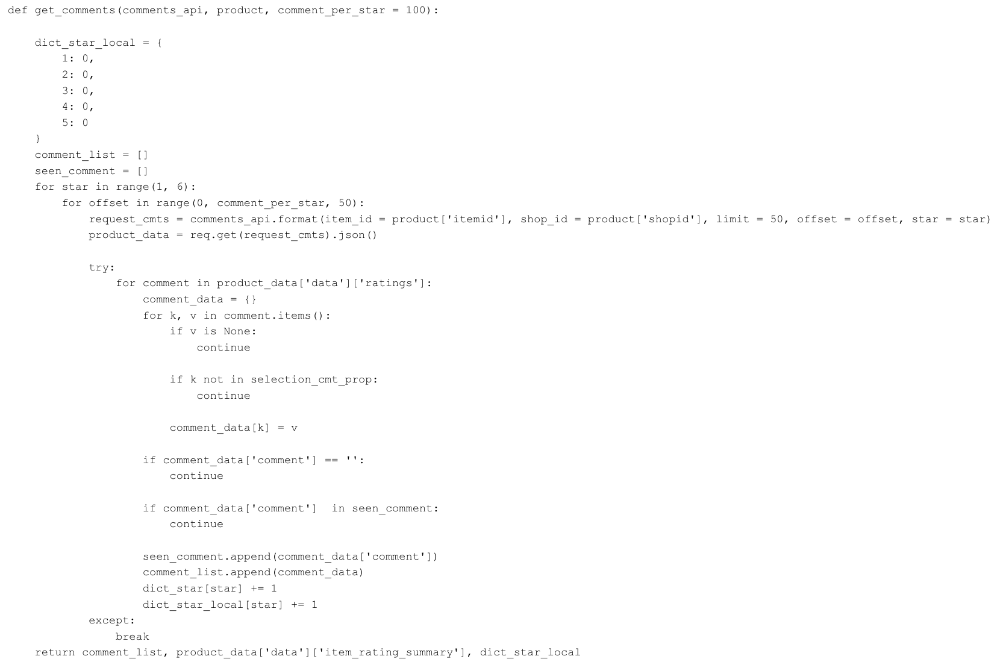 def get_comments(comments_api, product, comment_per_star = 100):
    dict_star_local = {
        1: 0,
        2: 0,
        3: 0,
        4: 0,
        5: 0
    }
    comment_list = []
    seen_comment = []
    for star in range(1, 6):
        for offset in range(0, comment_per_star, 50):
            request_cmts = comments_api.format(item_id = product['itemid'], shop_id = product['shopid'], limit = 50, offset = offset, star = star)
            product_data = req.get(request_cmts).json()
            try:
                for comment in product_data['data']['ratings']:
                    comment_data = {}
                    for k, v in comment.items():
                        if v is None:
                            continue
                        if k not in selection_cmt_prop:
                            continue
                        comment_data[k] = v
                    if comment_data['comment'] == '':
                        continue
                    if comment_data['comment']  in seen_comment:
                        continue
                    seen_comment.append(comment_data['comment'])
                    comment_list.append(comment_data)
                    dict_star[star] += 1
                    dict_star_local[star] += 1
            except:
                break
    return comment_list, product_data['data']['item_rating_summary'], dict_star_local